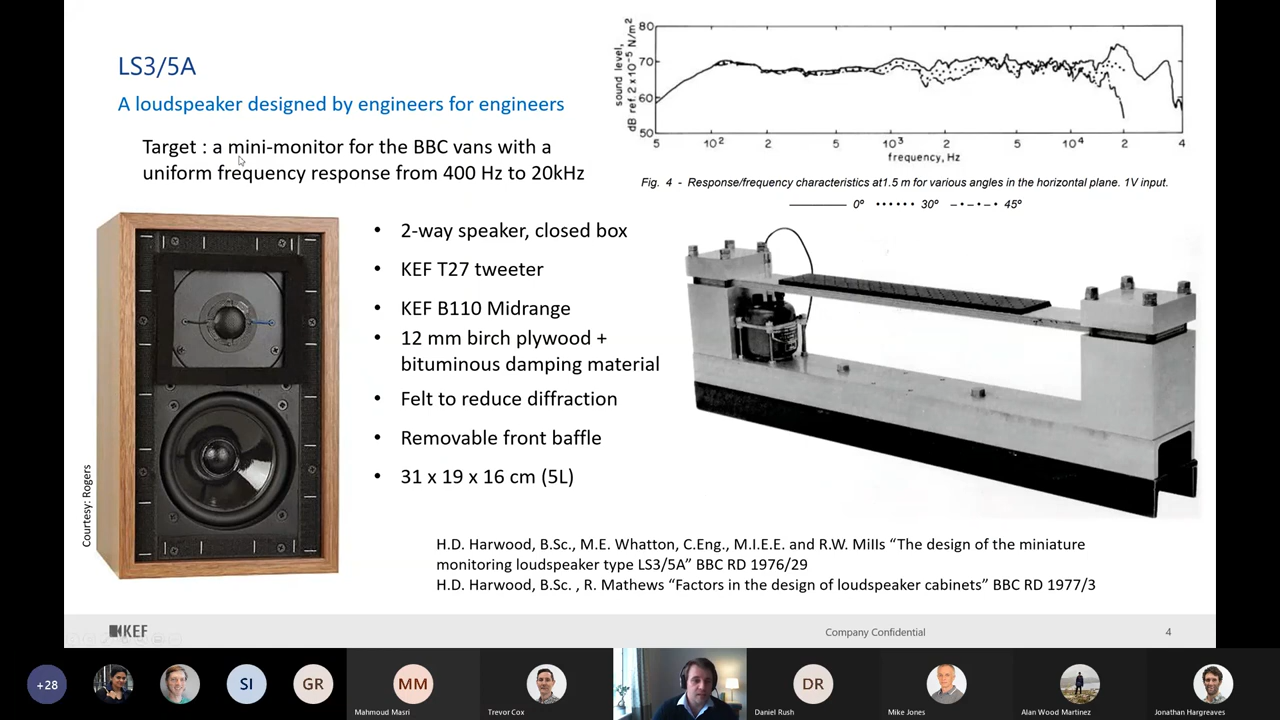 LS3/5A
A loudspeaker designed by engineers for engineers
Target : a mini-monitor for the BBC vans with a
uniform frequency response from 400 Hz to 20kHz
80
70
60
50
sound level,
dB ref. 2 x 10⁻⁵ N/m²
5 10² 2 5 10³ 2 5 10⁴ 2 4
frequency, Hz
Fig. 4 - Response/frequency characteristics at1.5 m for various angles in the horizontal plane. 1V input.
0º 30º 45º
• 2-way speaker, closed box
• KEF T27 tweeter
• KEF B110 Midrange
• 12 mm birch plywood +
bituminous damping material
• Felt to reduce diffraction
• Removable front baffle
• 31 x 19 x 16 cm (5L)
Courtesy: Rogers
H.D. Harwood, B.Sc., M.E. Whatton, C.Eng., M.I.E.E. and R.W. Mills “The design of the miniature
monitoring loudspeaker type LS3/5A” BBC RD 1976/29
H.D. Harwood, B.Sc. , R. Mathews “Factors in the design of loudspeaker cabinets” BBC RD 1977/3
KEF
Company Confidential
4
+28
SI
GR
MM
DR
Mahmoud Masri
Trevor Cox
Daniel Rush
Mike Jones
Alan Wood Martinez
Jonathan Hargreaves